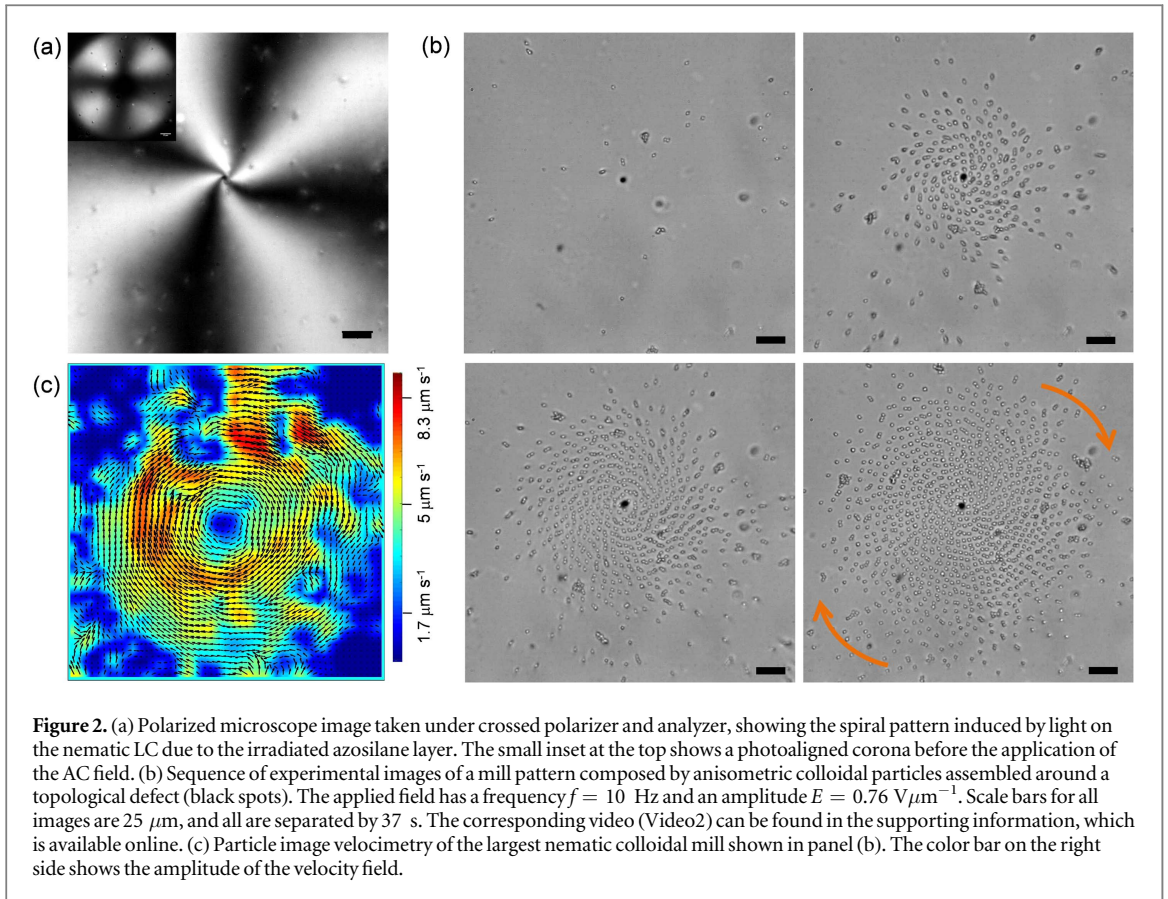 (a)
(b)
(c)
8.3 μm s⁻¹
5 μm s⁻¹
1.7 μm s⁻¹
Figure 2. (a) Polarized microscope image taken under crossed polarizer and analyzer, showing the spiral pattern induced by light on
the nematic LC due to the irradiated azosilane layer. The small inset at the top shows a photoaligned corona before the application of
the AC field. (b) Sequence of experimental images of a mill pattern composed by anisometric colloidal particles assembled around a
topological defect (black spots). The applied field has a frequency f = 10 Hz and an amplitude E = 0.76 Vμm⁻¹. Scale bars for all
images are 25 μm, and all are separated by 37 s. The corresponding video (Video2) can be found in the supporting information, which
is available online. (c) Particle image velocimetry of the largest nematic colloidal mill shown in panel (b). The color bar on the right
side shows the amplitude of the velocity field.